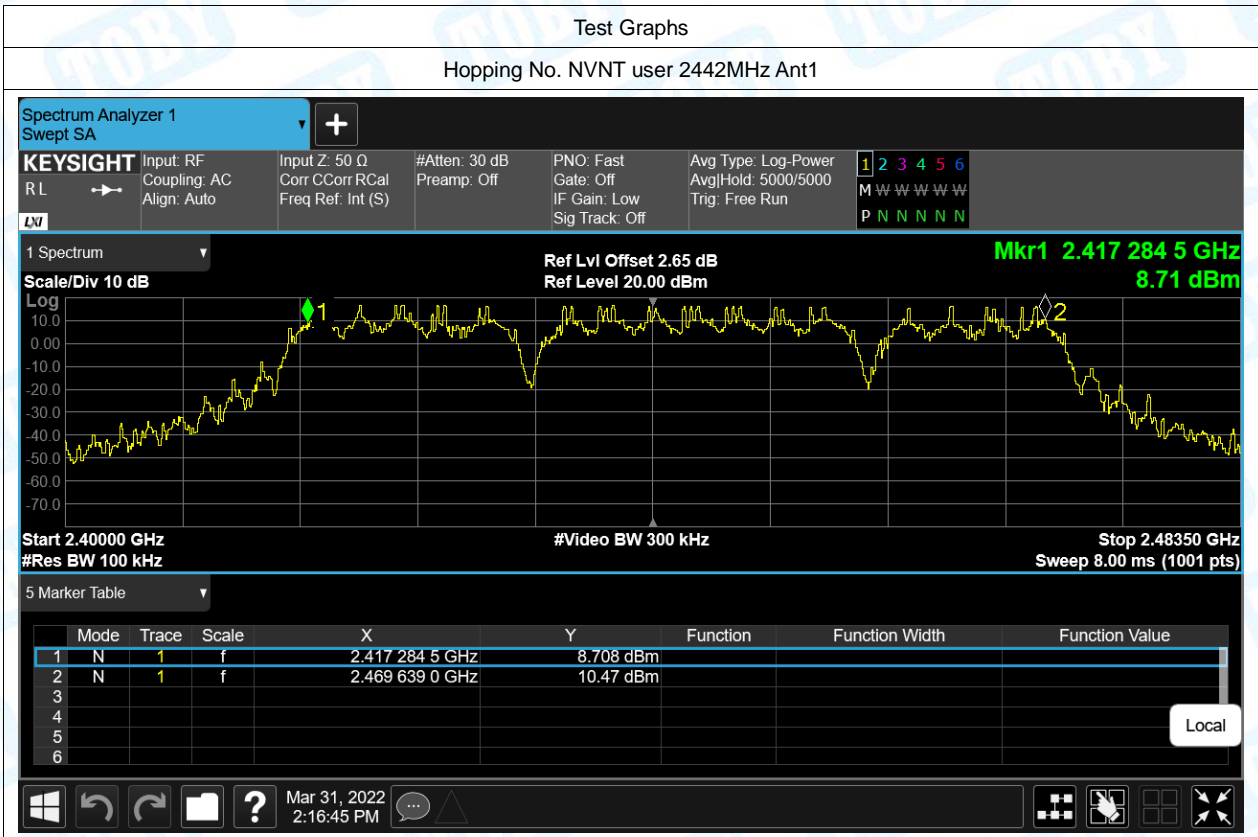 Test Graphs
Hopping No. NVNT user 2442MHz Ant1
Spectrum Analyzer 1
Swept SA
+
KEYSIGHT Input: RF Input Z: 50 Ω #Atten: 30 dB PNO: Fast Avg Type: Log-Power 1 2 3 4 5 6
R L Coupling: AC Corr CCorr RCal Preamp: Off Gate: Off Avg|Hold: 5000/5000 M W W W W W
Align: Auto Freq Ref: Int (S) IF Gain: Low Trig: Free Run
LXI Sig Track: Off P N N N N N
1 Spectrum Ref Lvl Offset 2.65 dB Mkr1 2.417 284 5 GHz
Scale/Div 10 dB Ref Level 20.00 dBm 8.71 dBm
Log
1 2
10.0
0.00
-10.0
-20.0
-30.0
-40.0
-50.0
-60.0
-70.0
Start 2.40000 GHz #Video BW 300 kHz Stop 2.48350 GHz
#Res BW 100 kHz Sweep 8.00 ms (1001 pts)
5 Marker Table
Mode Trace Scale X Y Function Function Width Function Value
1 N 1 f 2.417 284 5 GHz 8.708 dBm
2 N 1 f 2.469 639 0 GHz 10.47 dBm
3
4
5
6
Local
? Mar 31, 2022
2:16:45 PM
TOBY